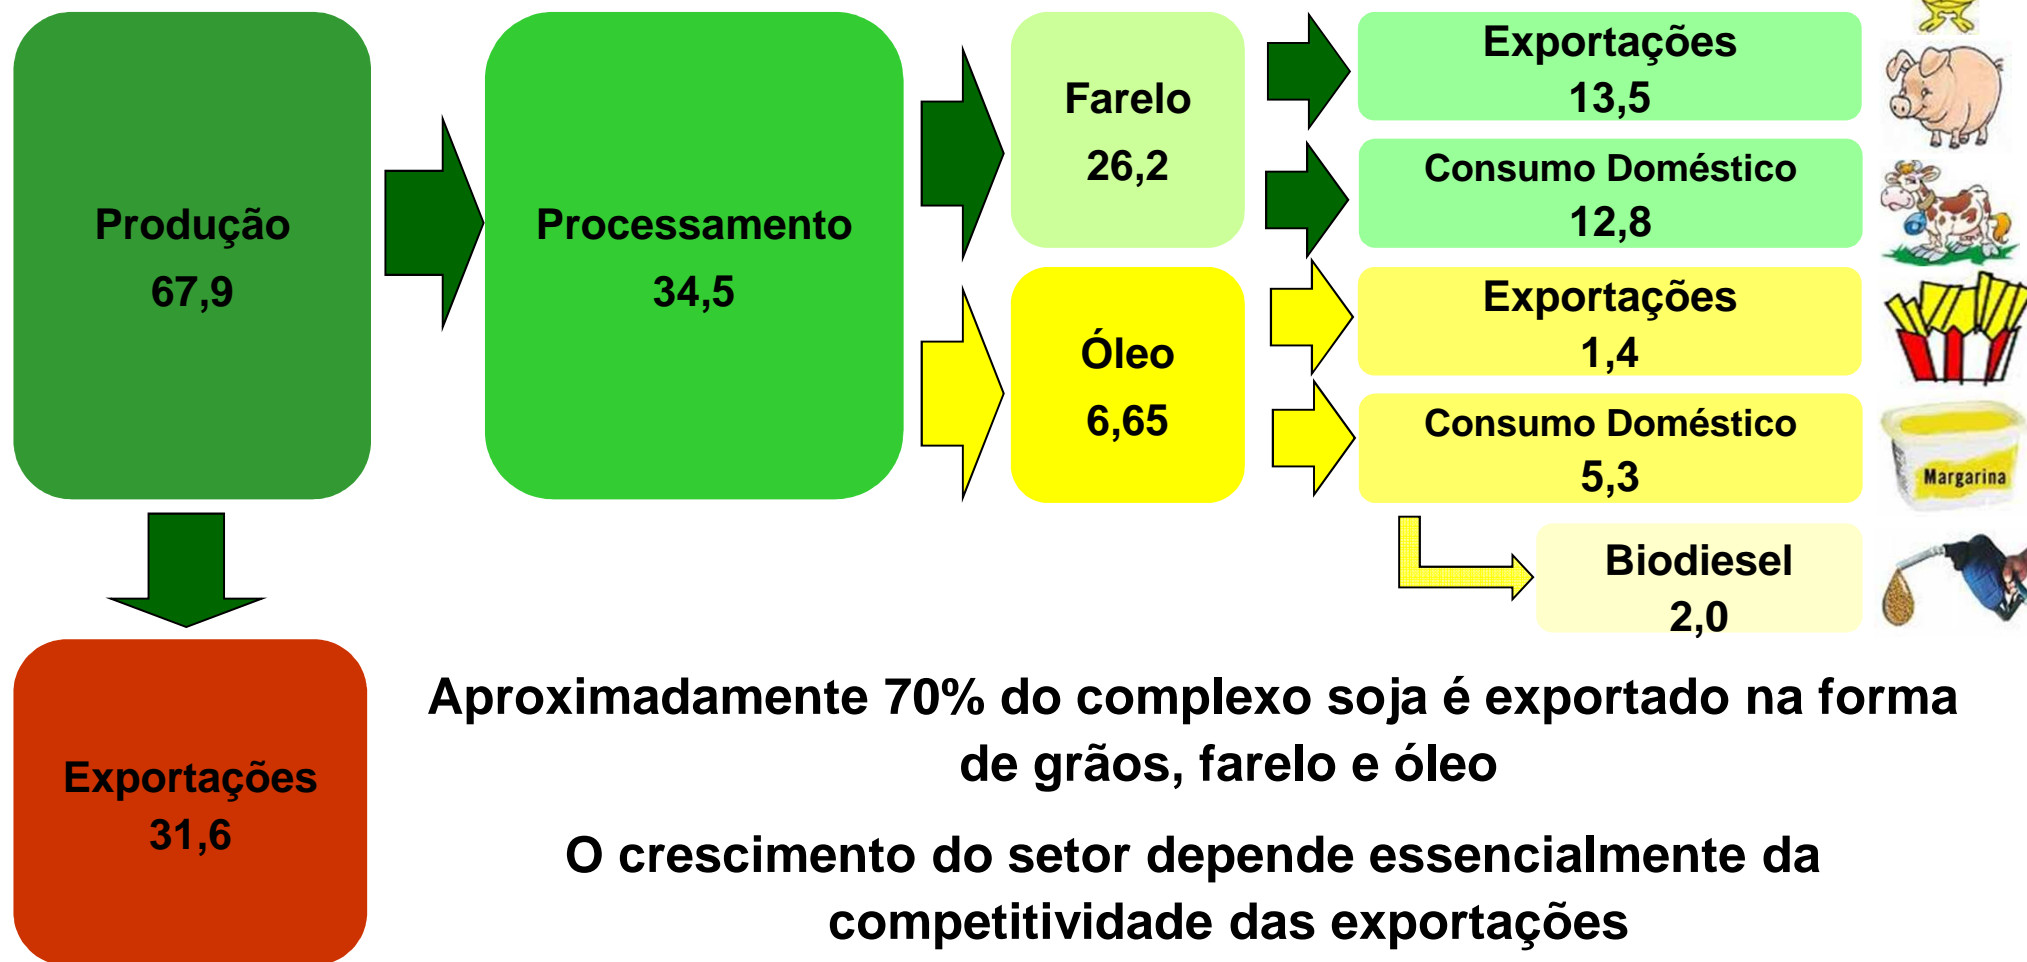 Produção
67,9
Processamento
34,5
Farelo
26,2
Exportações
13,5
Consumo Doméstico
12,8
Óleo
6,65
Exportações
1,4
Consumo Doméstico
5,3
Margarina
Biodiesel
2,0
Exportações
31,6
Aproximadamente 70% do complexo soja é exportado na forma
de grãos, farelo e óleo
O crescimento do setor depende essencialmente da
competitividade das exportações